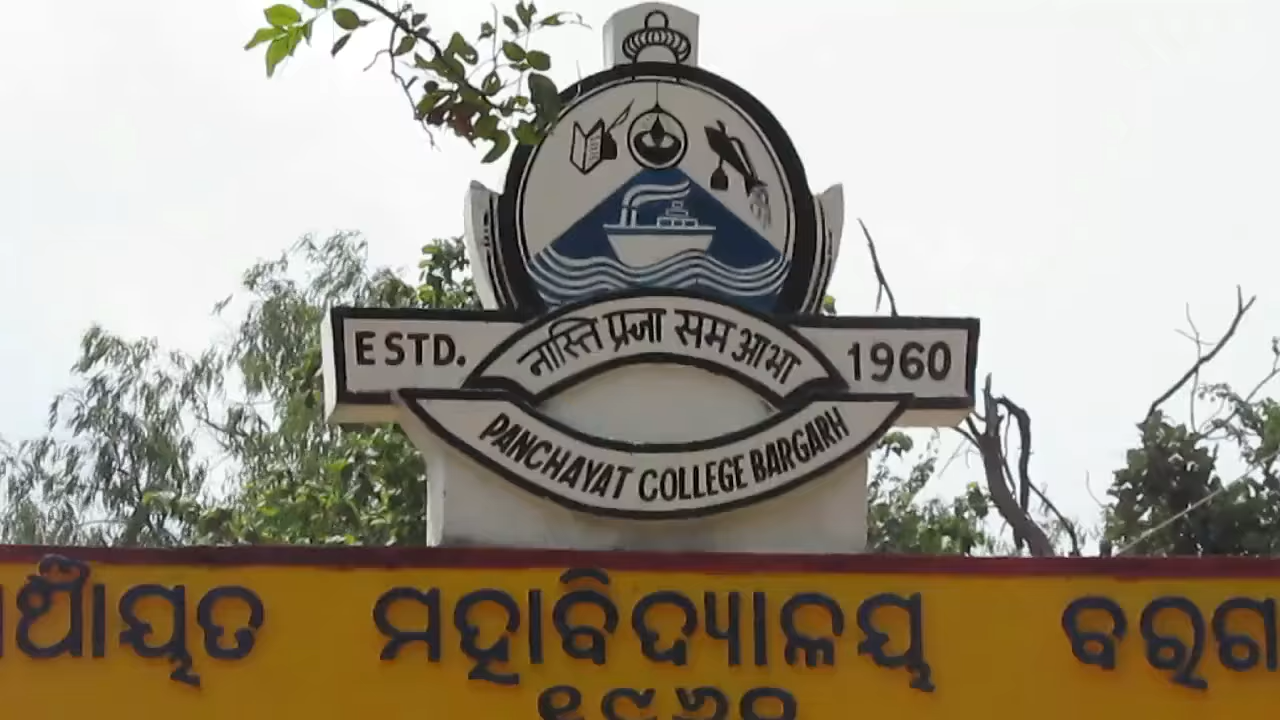 ESTD. नास्ति प्रजा सम आभा 1960
PANCHAYAT COLLEGE BARGARH
ମହାବିଦ୍ୟାଳୟ